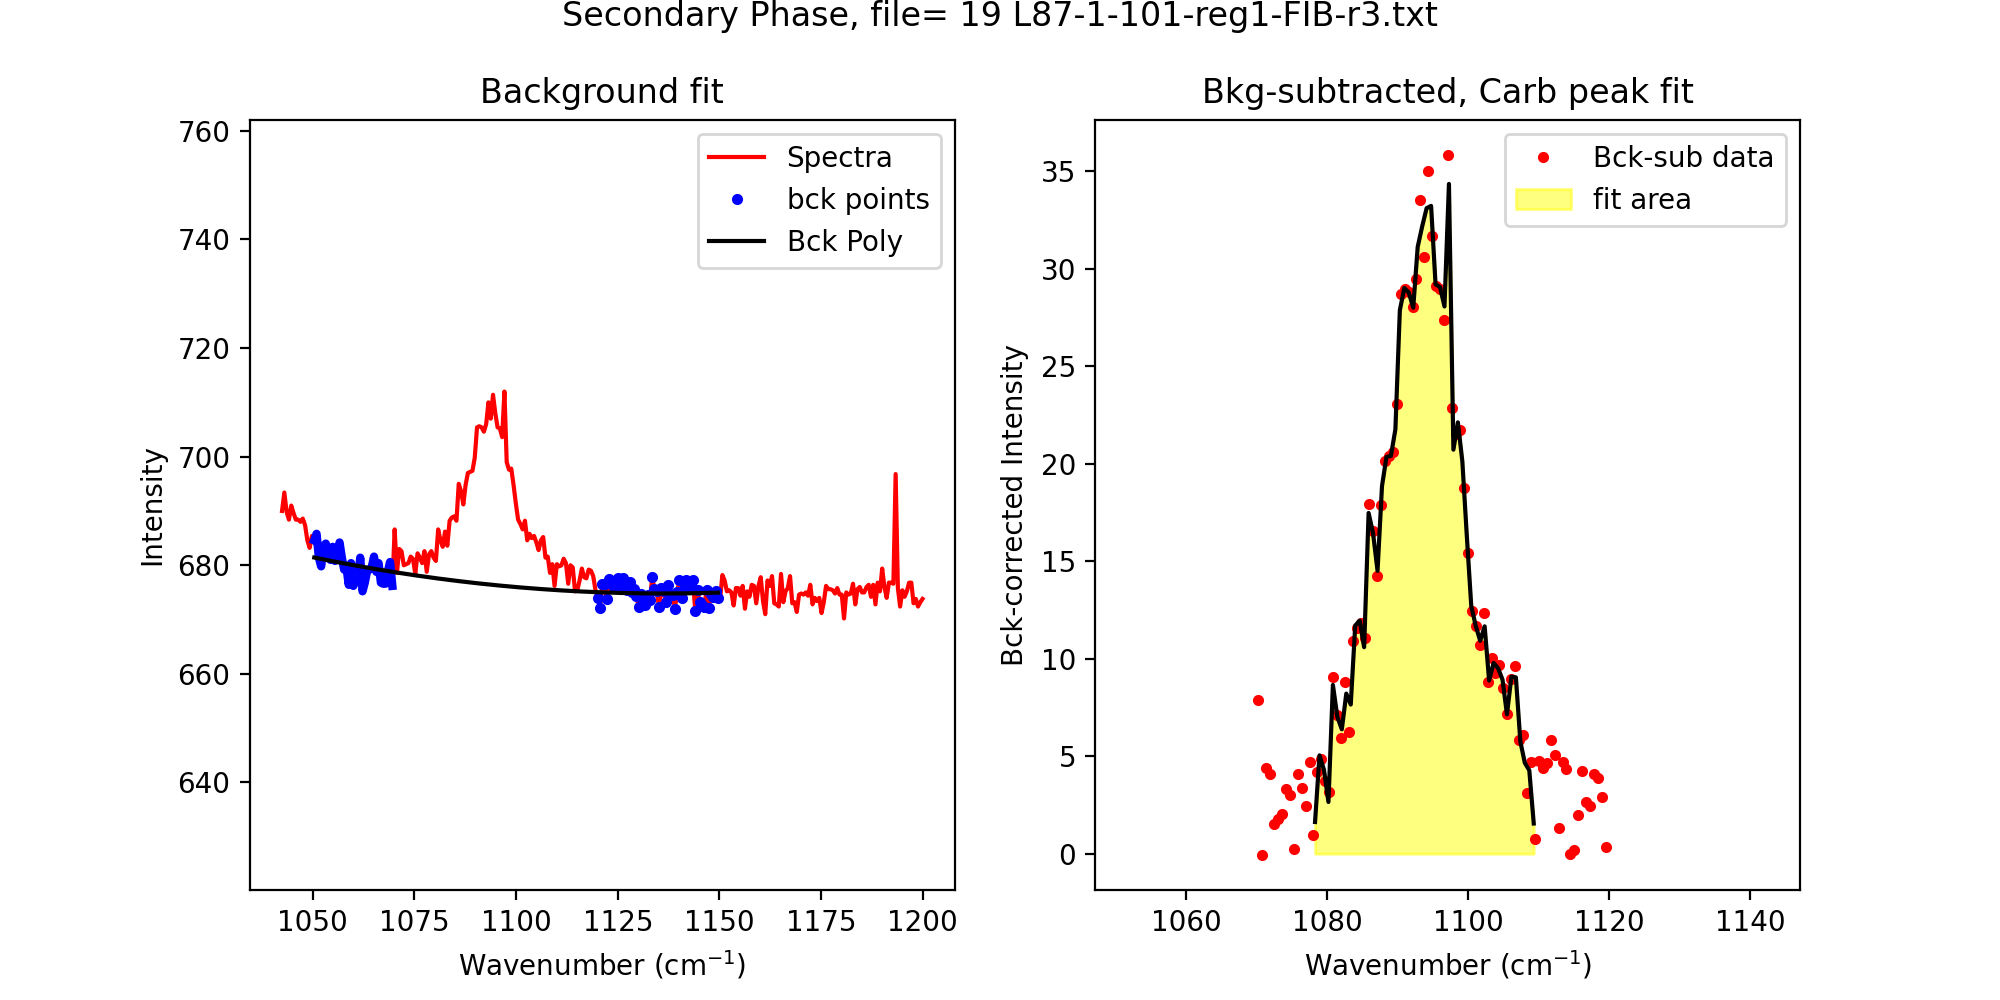 Secondary Phase, file= 19 L87-1-101-reg1-FIB-r3.txt
Background fit
760
740
720
700
680
660
640
Intensity
1050 1075 1100 1125 1150 1175 1200
Wavenumber (cm⁻¹)
Spectra
bck points
Bck Poly
Bkg-subtracted, Carb peak fit
35
30
25
20
15
10
5
0
Bck-corrected Intensity
1060 1080 1100 1120 1140
Wavenumber (cm⁻¹)
Bck-sub data
fit area